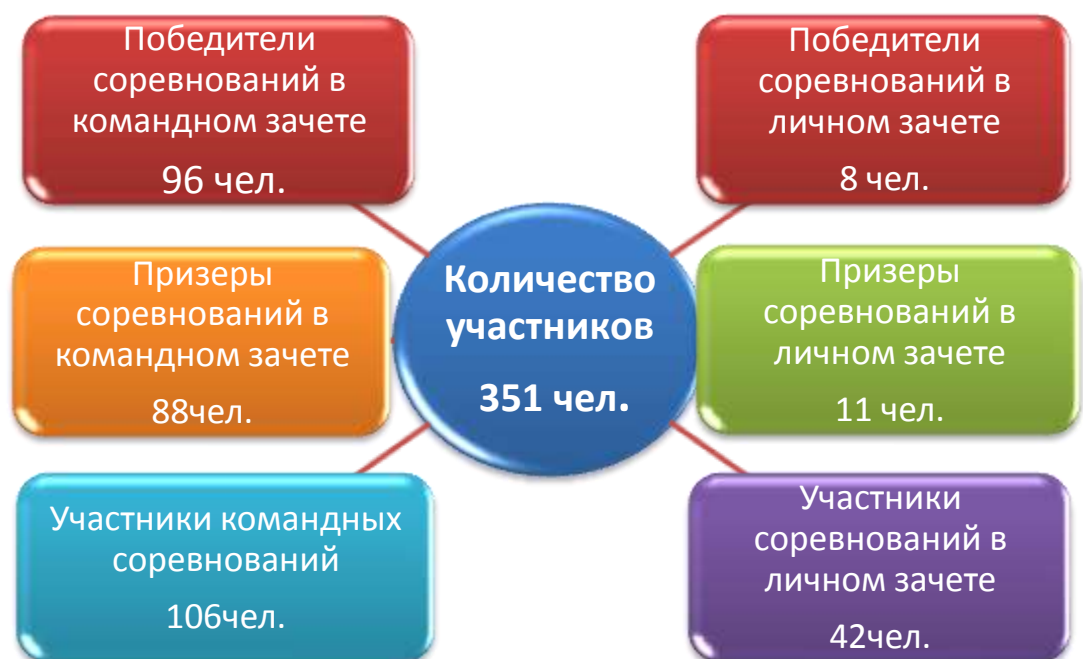 Победители
соревнований в
командном зачете
96 чел.
Победители
соревнований в
личном зачете
8 чел.
Призеры
соревнований в
командном зачете
88чел.
Количество
участников
351 чел.
Призеры
соревнований в
личном зачете
11 чел.
Участники командных
соревнований
106чел.
Участники
соревнований в
личном зачете
42чел.